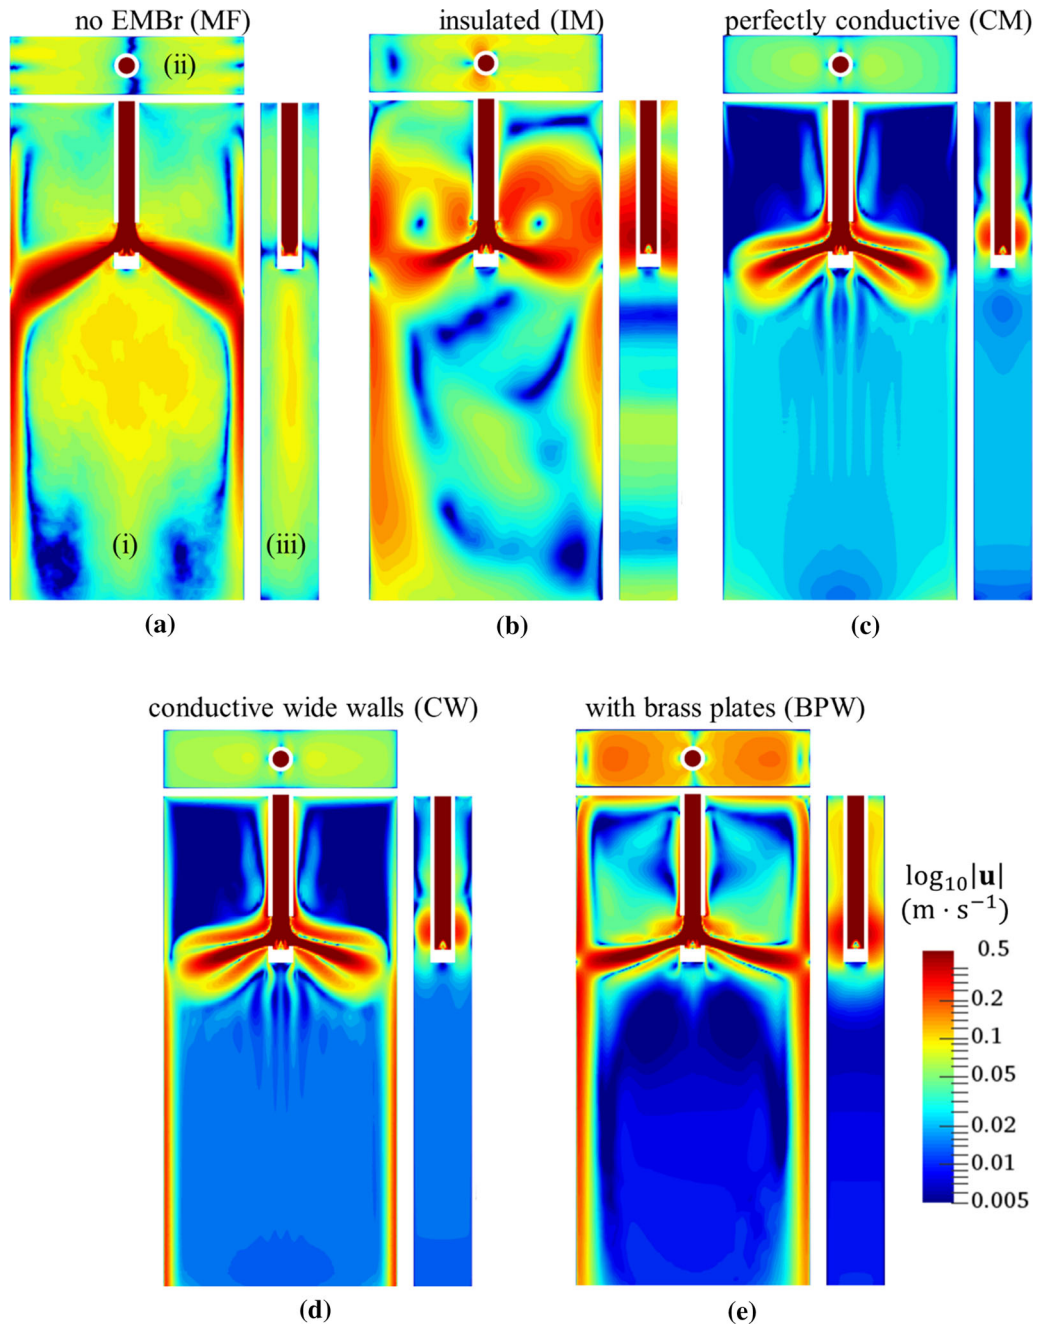 no EMBr (MF)
insulated (IM)
perfectly conductive (CM)
(ii)
(i)
(iii)
(a)
(b)
(c)
conductive wide walls (CW)
with brass plates (BPW)
log₁₀|𝐮|
(m · s⁻¹)
0.5
0.2
0.1
0.05
0.02
0.01
0.005
(d)
(e)